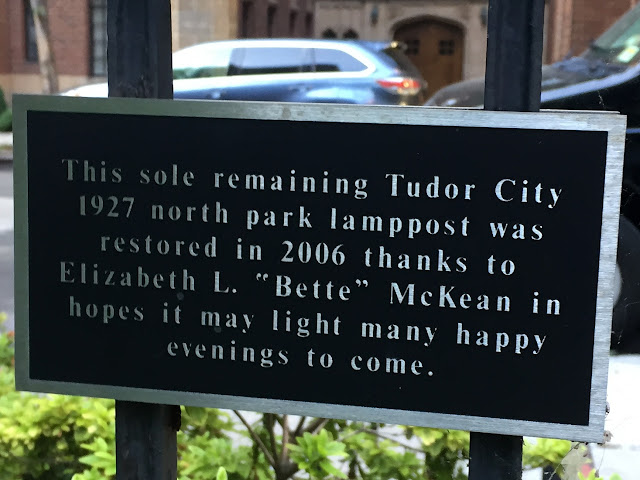 This sole remaining Tudor City
1927 north park lamppost was
restored in 2006 thanks to
Elizabeth L. "Bette" McKean in
hopes it may light many happy
evenings to come.